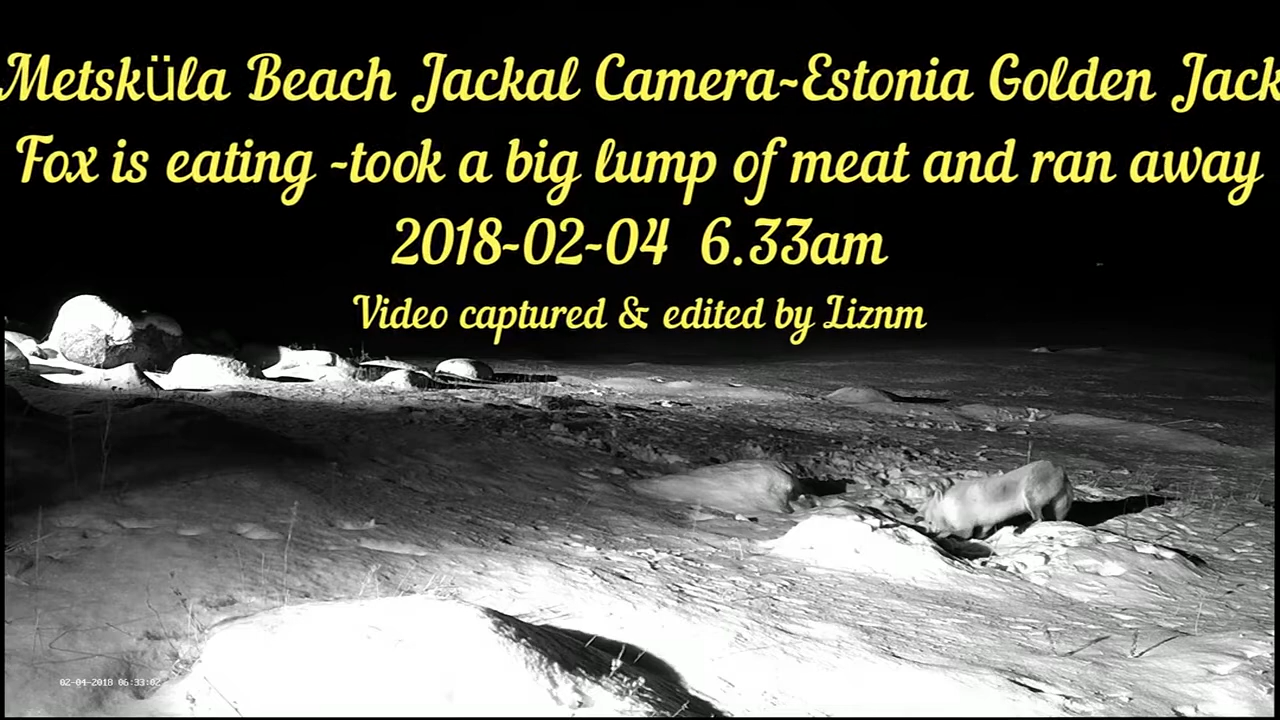 Metsküla Beach Jackal Camera~Estonia Golden Jack
Fox is eating ~took a big lump of meat and ran away
2018-02-04 6.33am
Video captured & edited by Liznm
02-04-2018 06:33:02